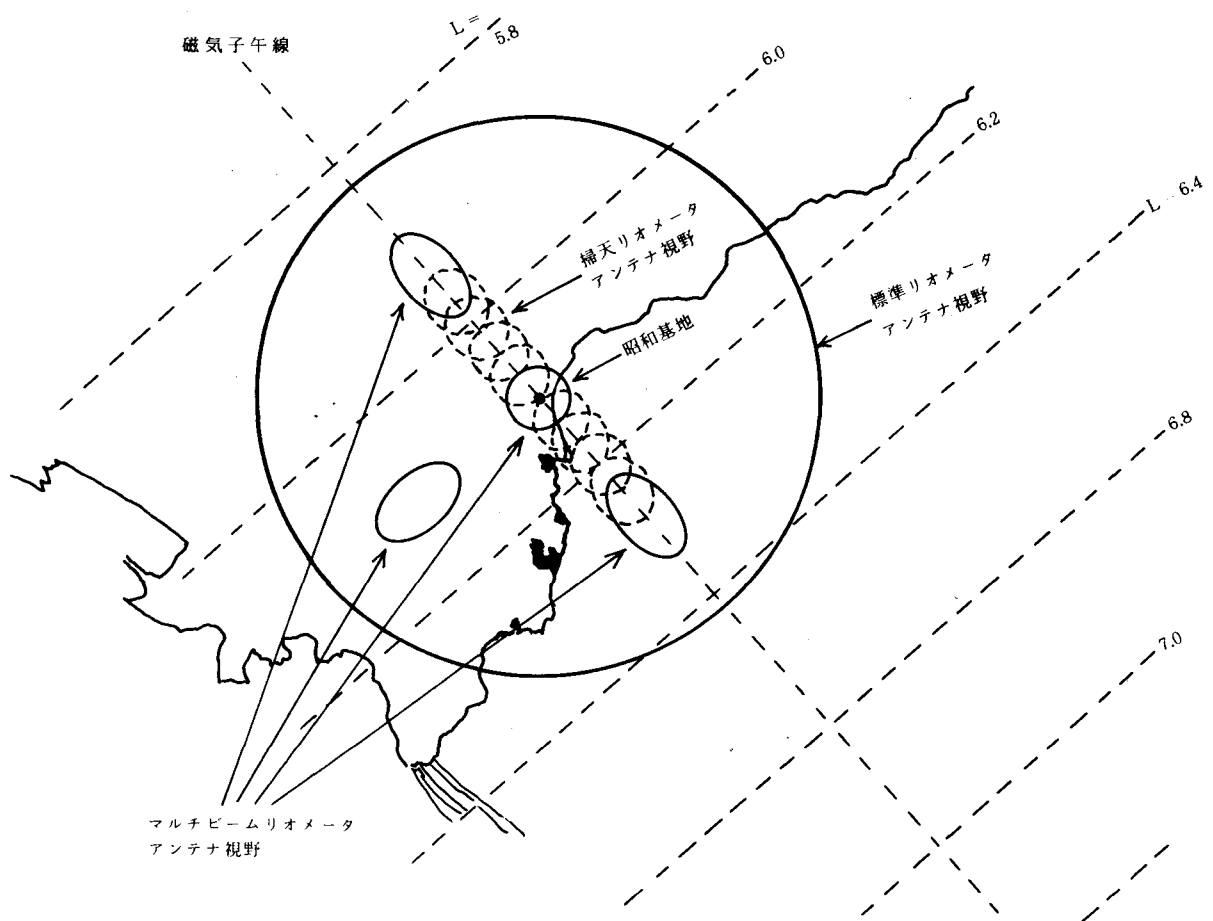 磁気子午線
L =
5.8
6.0
6.2
L 6.4
掃天リオメータ
アンテナ視野
標準リオメータ
アンテナ視野
昭和基地
6.8
7.0
マルチビームリオメータ
アンテナ視野